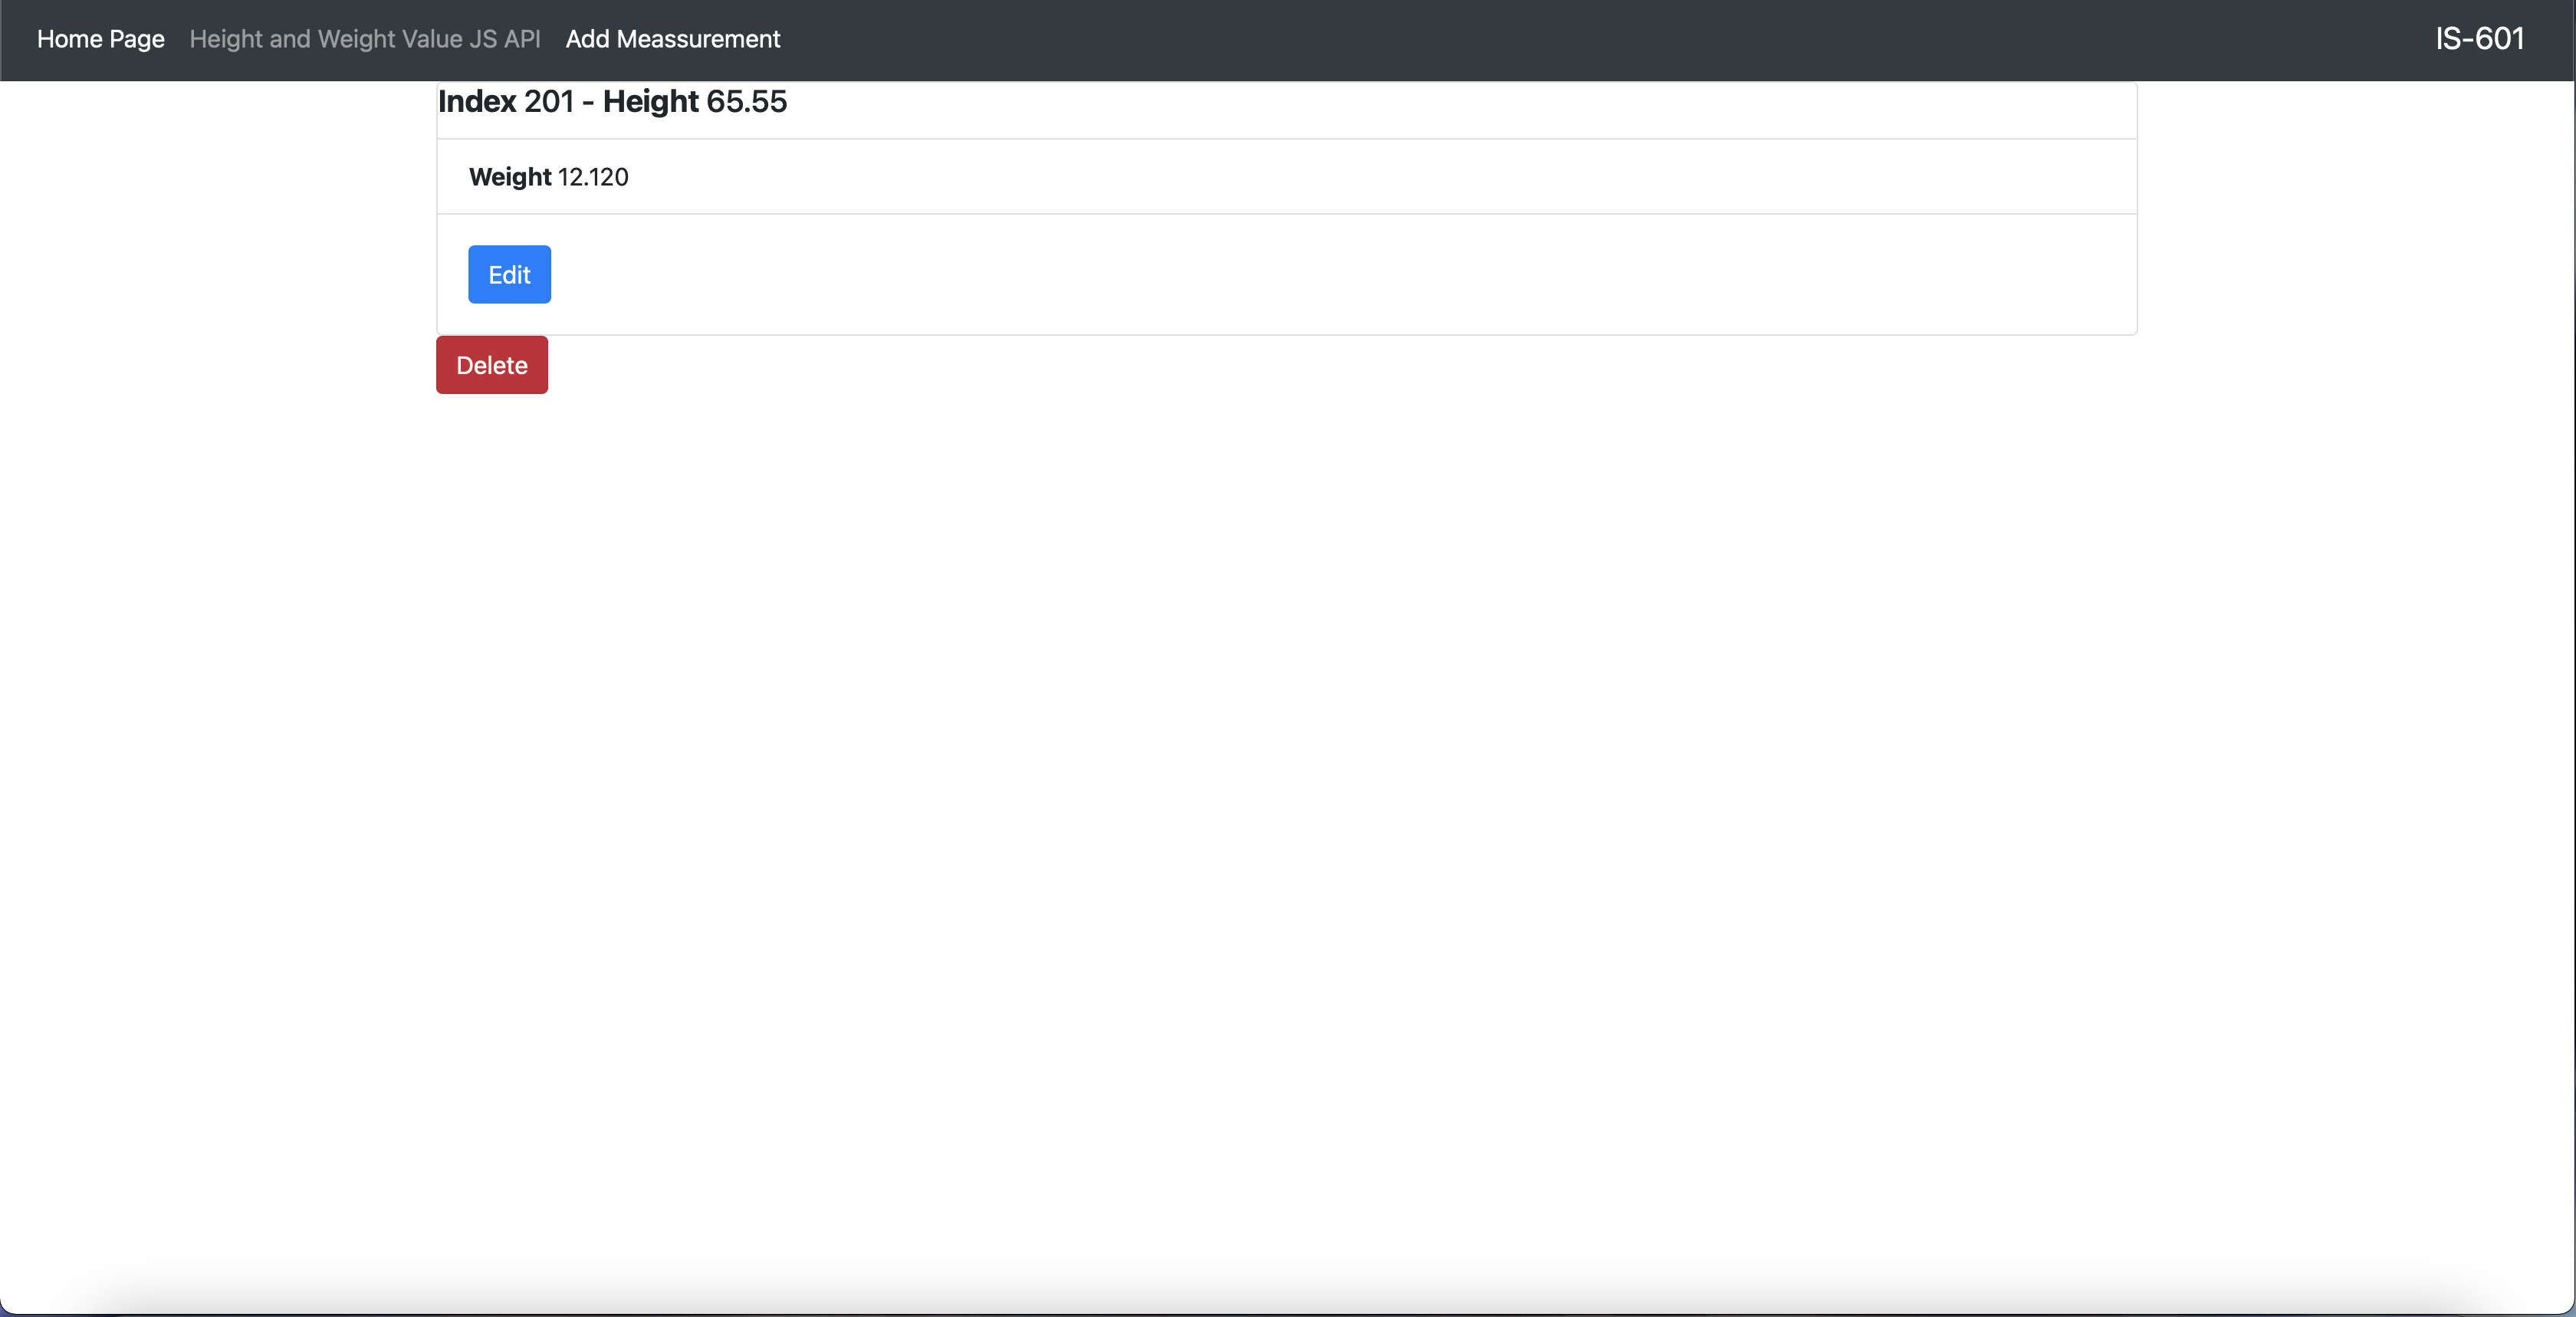 Home Page Height and Weight Value JS API Add Meassurement IS-601
Index 201 - Height 65.55
Weight 12.120
Edit
Delete